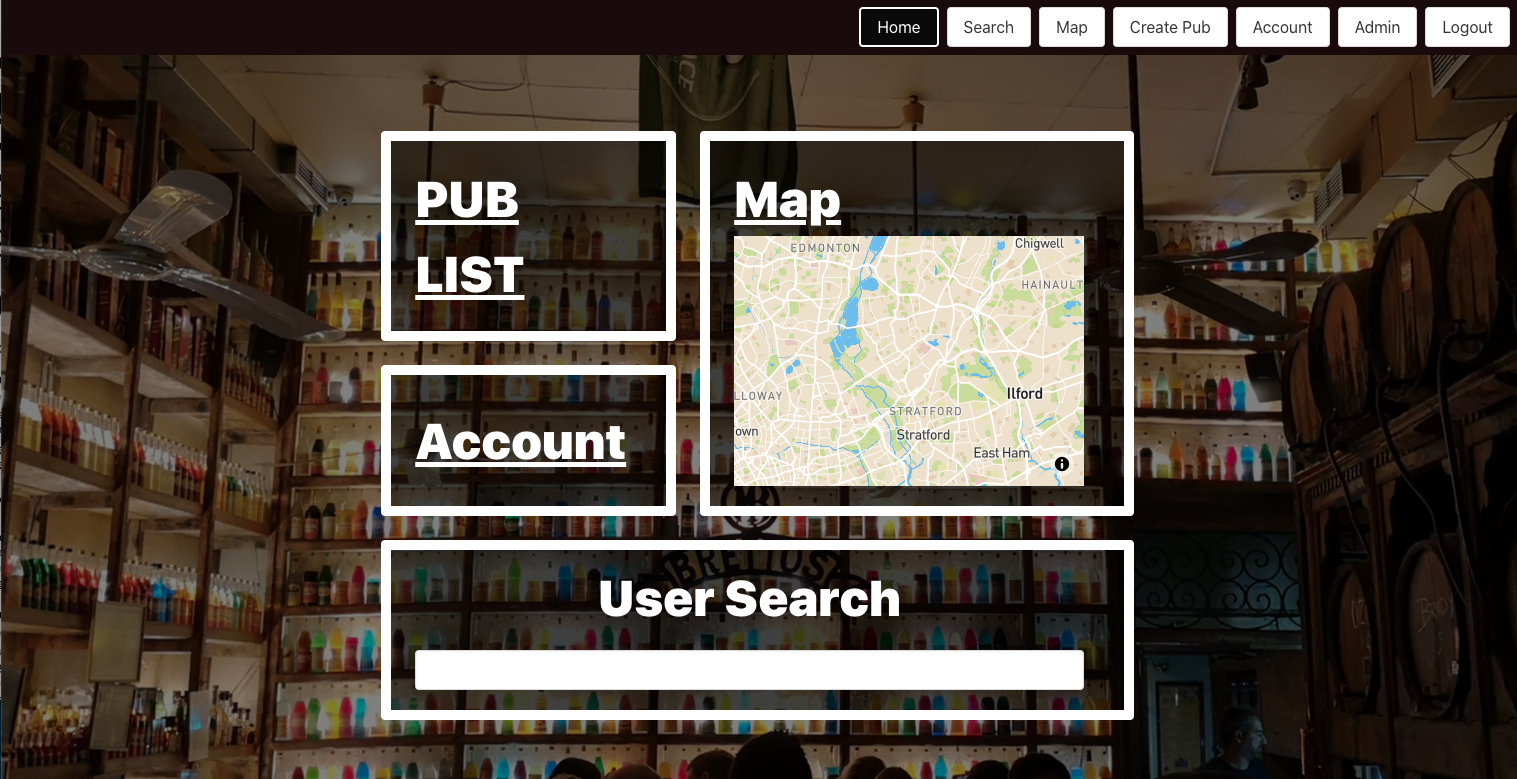 Home
Search
Map
Create Pub
Account
Admin
Logout
PUB
LIST
Map
EDMONTON
Chigwell
HAINAULT
LLOWAY
Ilford
STRATFORD
own
Stratford
East Ham
Account
BRETTOS
User Search